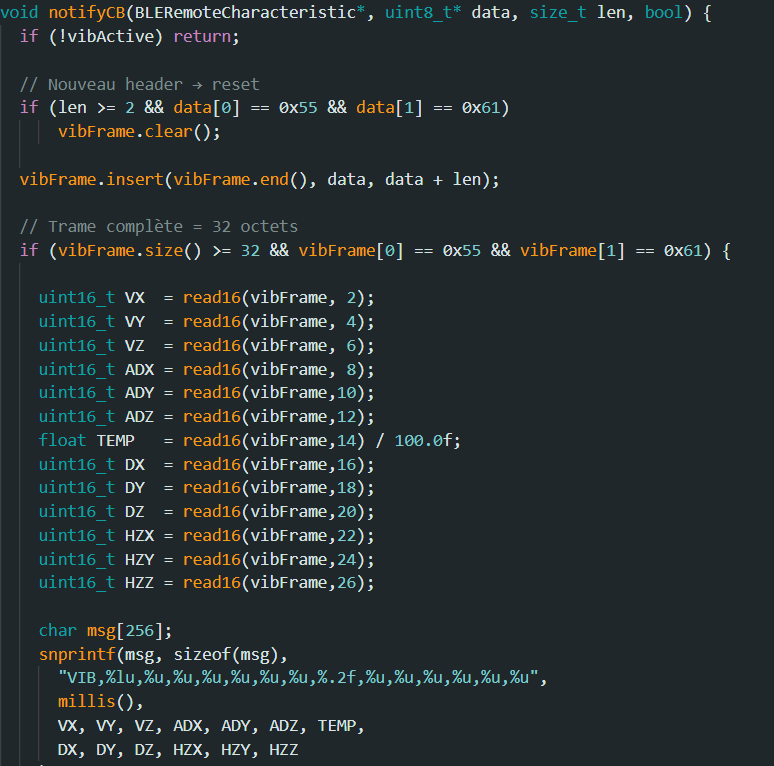 void notifyCB(BLERemoteCharacteristic*, uint8_t* data, size_t len, bool) {
if (!vibActive) return;
// Nouveau header → reset
if (len >= 2 && data[0] == 0x55 && data[1] == 0x61)
vibFrame.clear();
vibFrame.insert(vibFrame.end(), data, data + len);
// Trame complète = 32 octets
if (vibFrame.size() >= 32 && vibFrame[0] == 0x55 && vibFrame[1] == 0x61) {
uint16_t VX  = read16(vibFrame, 2);
uint16_t VY  = read16(vibFrame, 4);
uint16_t VZ  = read16(vibFrame, 6);
uint16_t ADX = read16(vibFrame, 8);
uint16_t ADY = read16(vibFrame,10);
uint16_t ADZ = read16(vibFrame,12);
float TEMP   = read16(vibFrame,14) / 100.0f;
uint16_t DX  = read16(vibFrame,16);
uint16_t DY  = read16(vibFrame,18);
uint16_t DZ  = read16(vibFrame,20);
uint16_t HZX = read16(vibFrame,22);
uint16_t HZY = read16(vibFrame,24);
uint16_t HZZ = read16(vibFrame,26);
char msg[256];
snprintf(msg, sizeof(msg),
"VIB,%lu,%u,%u,%u,%u,%u,%u,%.2f,%u,%u,%u,%u,%u,%u",
millis(),
VX, VY, VZ, ADX, ADY, ADZ, TEMP,
DX, DY, DZ, HZX, HZY, HZZ